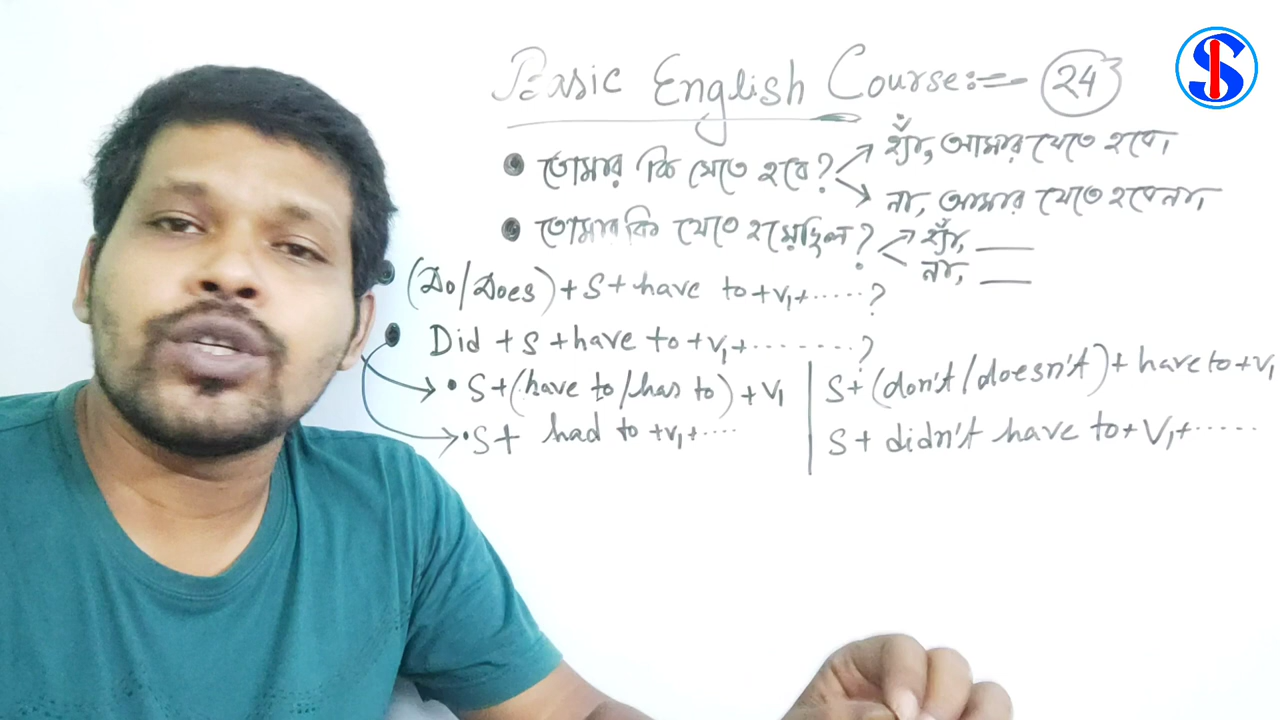 Basic English Course:— 24
• তোমার কি যেতে হবে? হ্যাঁ, আমার যেতে হবে।
না, আমার যেতে হবেনা,
• তোমার কি যেতে হয়েছিল? হ্যাঁ, ___
না, ___
• (Do/Does) + S + have to + V1 + ......?
• Did + S + have to + V1 + ........?
• S + (have to/has to) + V1
S + (don't/doesn't) + have to + V1
• S + had to + V1 + .....
S + didn't have to + V1 + ......